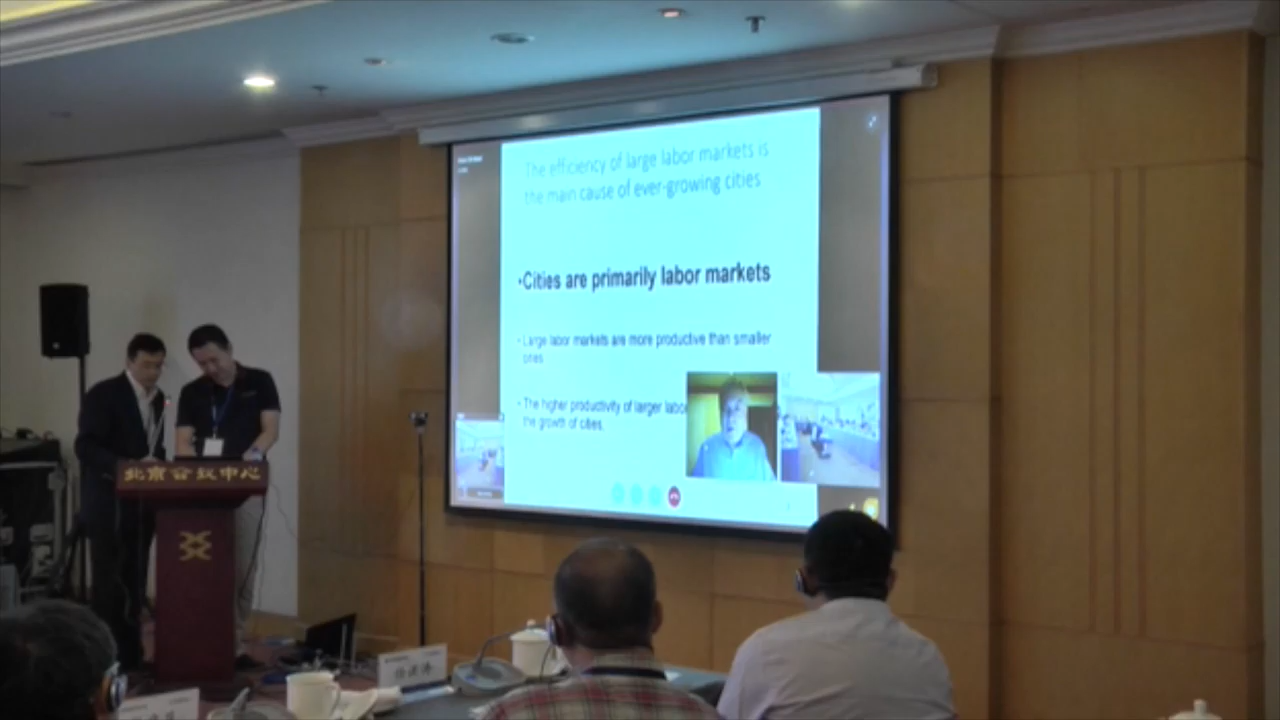 The efficiency of large labor markets is
the main cause of ever-growing cities
•Cities are primarily labor markets
• Large labor markets are more productive than smaller
ones
• The higher productivity of larger labo
the growth of cities
北京会议中心